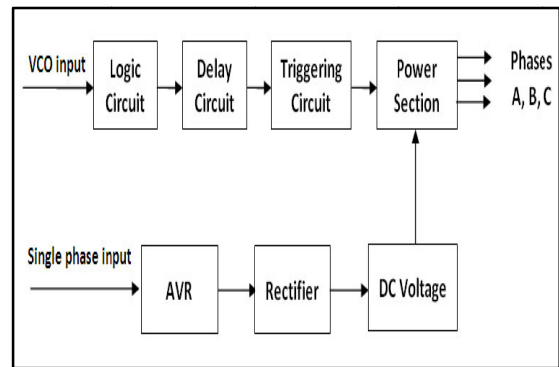 VCO input
Logic
Circuit
Delay
Circuit
Triggering
Circuit
Power
Section
Phases
A, B, C
Single phase input
AVR
Rectifier
DC Voltage